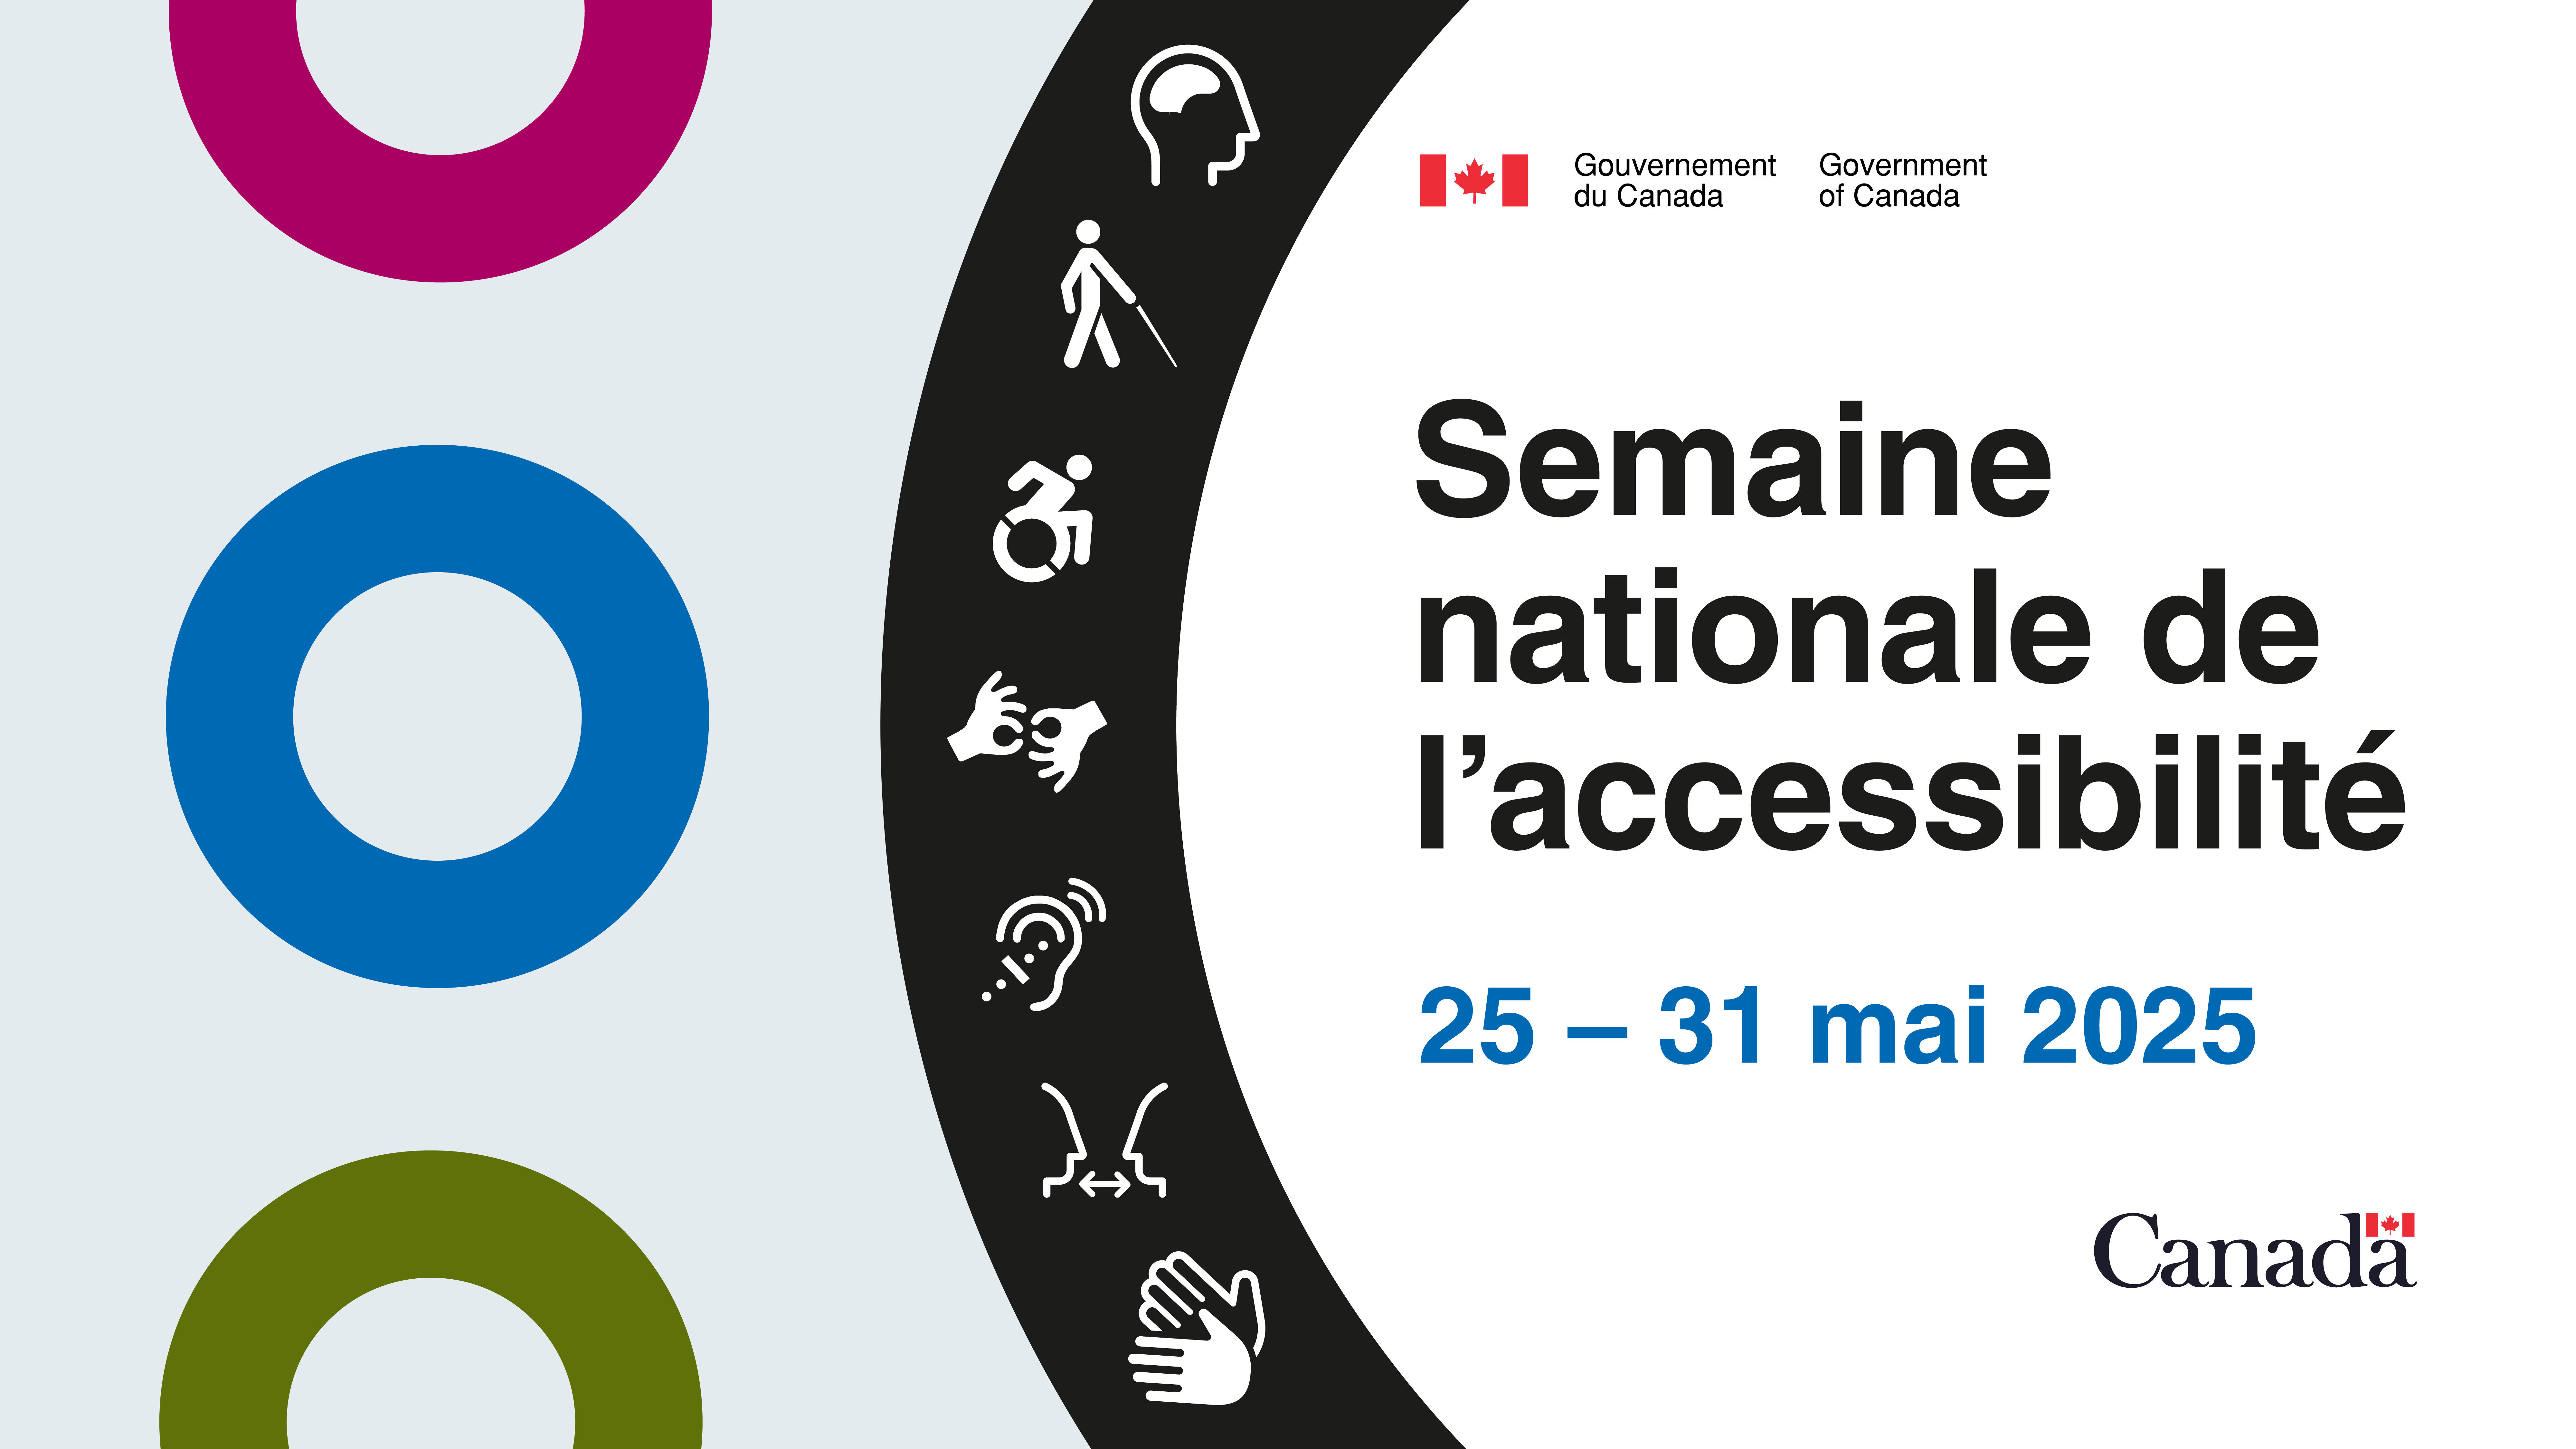 Gouvernement
du Canada
Government
of Canada
Semaine
nationale de
l’accessibilité
25 – 31 mai 2025
Canada